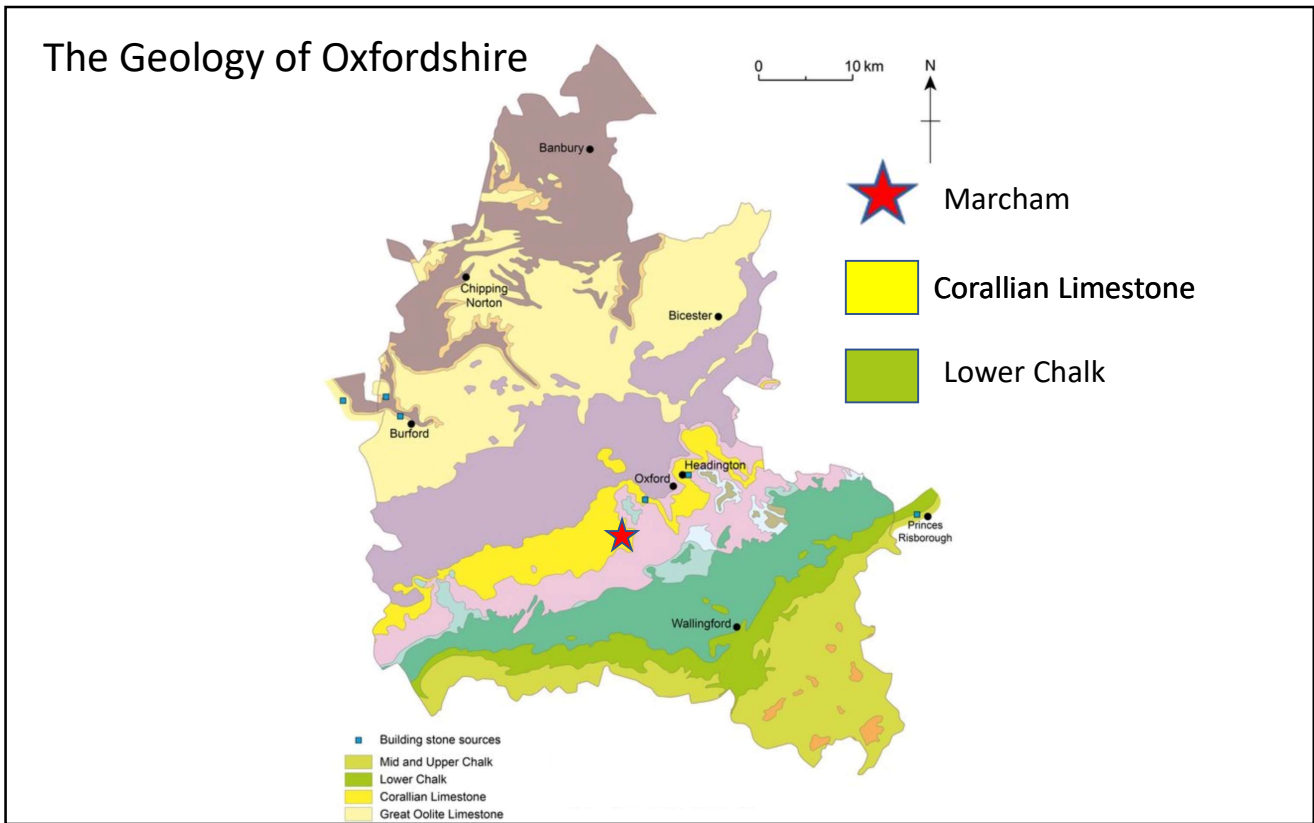 The Geology of Oxfordshire
0 10 km
N
Banbury
Marcham
Chipping
Norton
Corallian Limestone
Bicester
Lower Chalk
Burford
Headington
Oxford
Princes
Risborough
Wallingford
Building stone sources
Mid and Upper Chalk
Lower Chalk
Corallian Limestone
Great Oolite Limestone